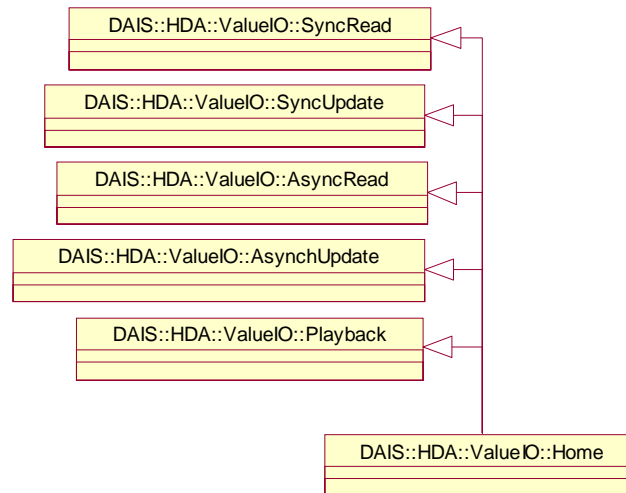 DAIS::HDA::ValueIO::SyncRead
DAIS::HDA::ValueIO::SyncUpdate
DAIS::HDA::ValueIO::AsyncRead
DAIS::HDA::ValueIO::AsynchUpdate
DAIS::HDA::ValueIO::Playback
DAIS::HDA::ValueIO::Home